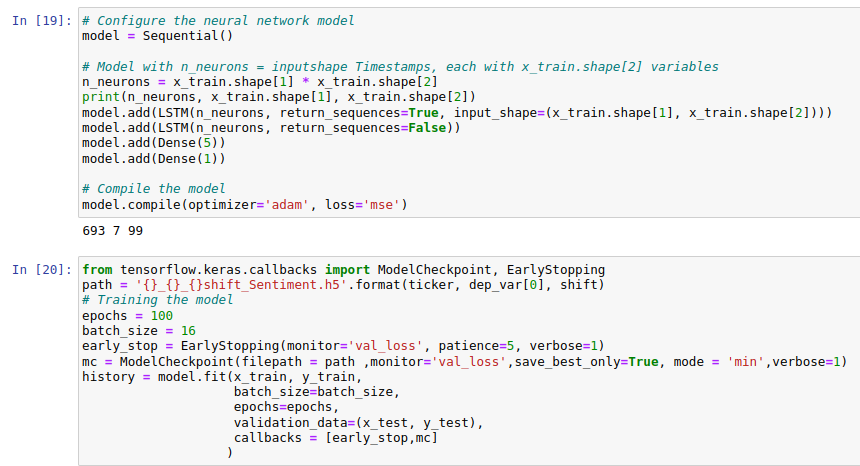 In [19]: # Configure the neural network model
model = Sequential()
# Model with n_neurons = inputshape Timestamps, each with x_train.shape[2] variables
n_neurons = x_train.shape[1] * x_train.shape[2]
print(n_neurons, x_train.shape[1], x_train.shape[2])
model.add(LSTM(n_neurons, return_sequences=True, input_shape=(x_train.shape[1], x_train.shape[2])))
model.add(LSTM(n_neurons, return_sequences=False))
model.add(Dense(5))
model.add(Dense(1))
# Compile the model
model.compile(optimizer='adam', loss='mse')
693 7 99
In [20]: from tensorflow.keras.callbacks import ModelCheckpoint, EarlyStopping
path = '{}_{}_{}shift_Sentiment.h5'.format(ticker, dep_var[0], shift)
# Training the model
epochs = 100
batch_size = 16
early_stop = EarlyStopping(monitor='val_loss', patience=5, verbose=1)
mc = ModelCheckpoint(filepath = path ,monitor='val_loss',save_best_only=True, mode = 'min',verbose=1)
history = model.fit(x_train, y_train,
batch_size=batch_size,
epochs=epochs,
validation_data=(x_test, y_test),
callbacks = [early_stop,mc]
)